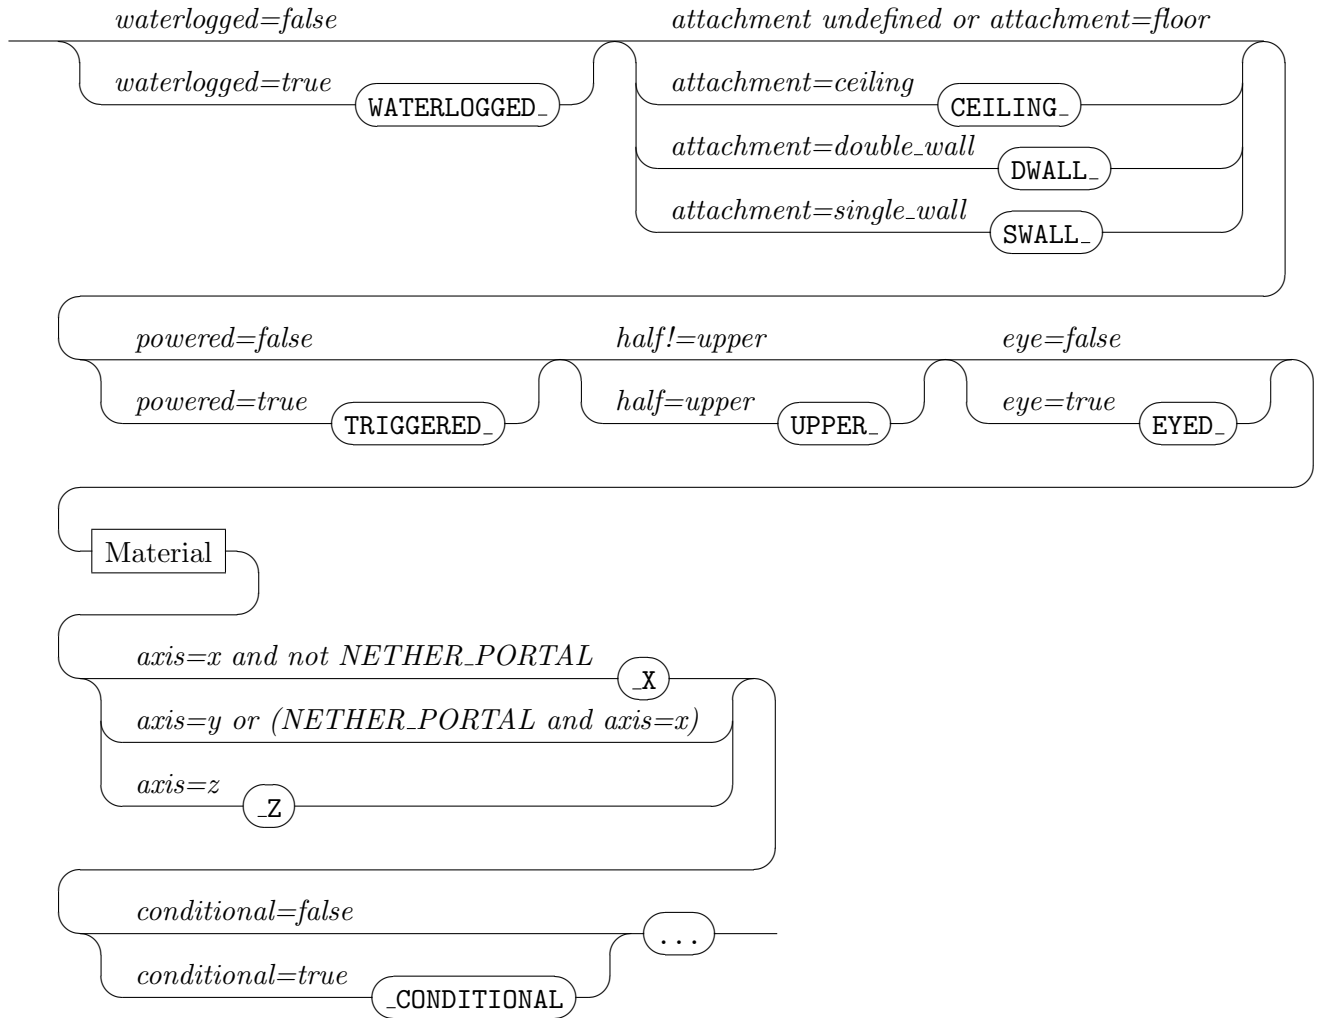 waterlogged=false
attachment undefined or attachment=floor
waterlogged=true WATERLOGGED_
attachment=ceiling CEILING_
attachment=double_wall DWALL_
attachment=single_wall SWALL_
powered=false
half!=upper
eye=false
powered=true TRIGGERED_
half=upper UPPER_
eye=true EYED_
Material
axis=x and not NETHER_PORTAL _X
axis=y or (NETHER_PORTAL and axis=x)
axis=z _Z
conditional=false ...
conditional=true _CONDITIONAL